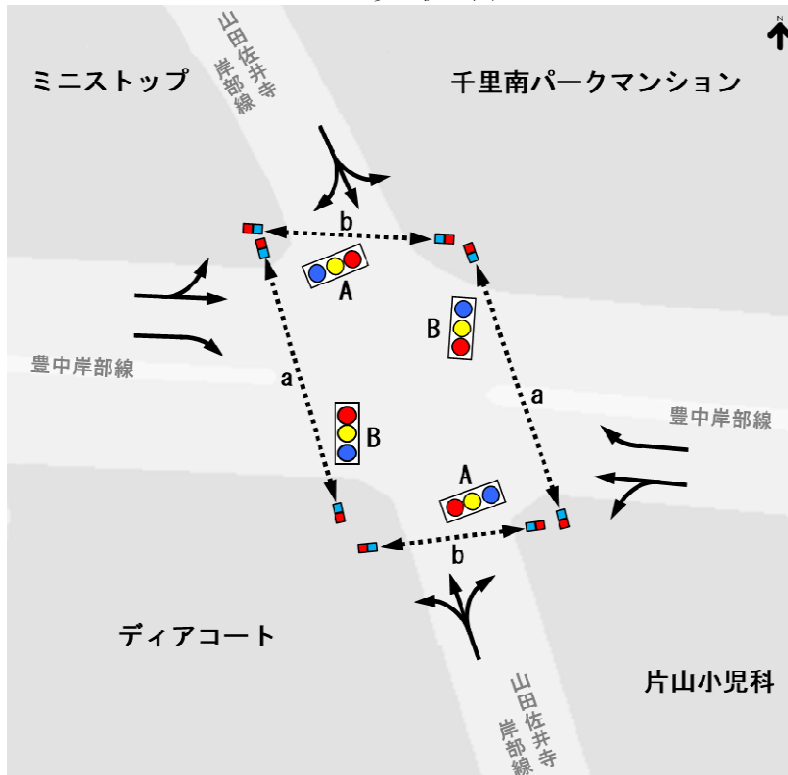 N
山田佐井寺
岸部線
ミニストップ
千里南パークマンション
b
A
B
a
a
豊中岸部線
豊中岸部線
B
A
b
ディアコート
片山小児科
山田佐井寺
岸部線